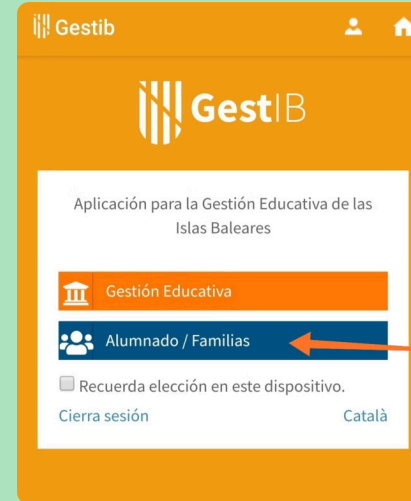 Gestib
GestIB
Aplicación para la Gestión Educativa de las
Islas Baleares
Gestión Educativa
Alumnado / Familias
Recuerda elección en este dispositivo.
Cierra sesión Català